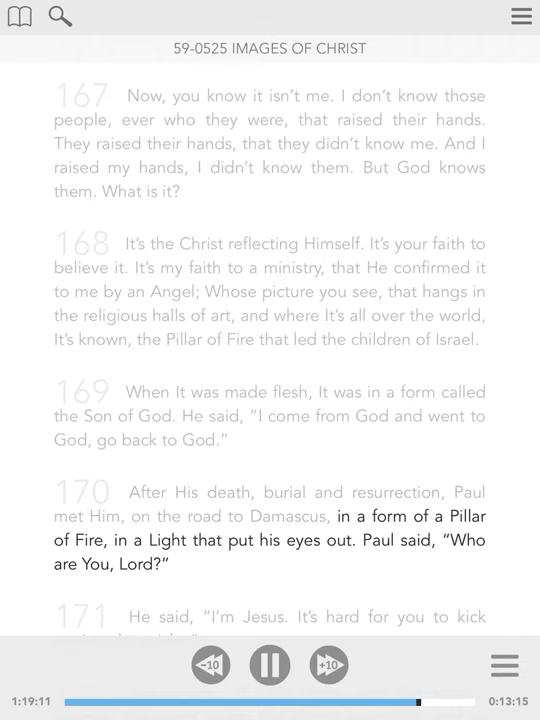 59-0525 IMAGES OF CHRIST
167 Now, you know it isn't me. I don't know those
people, ever who they were, that raised their hands.
They raised their hands, that they didn't know me. And I
raised my hands, I didn't know them. But God knows
them. What is it?
168 It's the Christ reflecting Himself. It's your faith to
believe it. It's my faith to a ministry, that He confirmed it
to me by an Angel; Whose picture you see, that hangs in
the religious halls of art, and where It's all over the world,
It's known, the Pillar of Fire that led the children of Israel.
169 When It was made flesh, It was in a form called
the Son of God. He said, "I come from God and went to
God, go back to God."
170 After His death, burial and resurrection, Paul
met Him, on the road to Damascus, in a form of a Pillar
of Fire, in a Light that put his eyes out. Paul said, "Who
are You, Lord?"
171 He said, "I'm Jesus. It's hard for you to kick
-10 +10
1:19:11 0:13:15